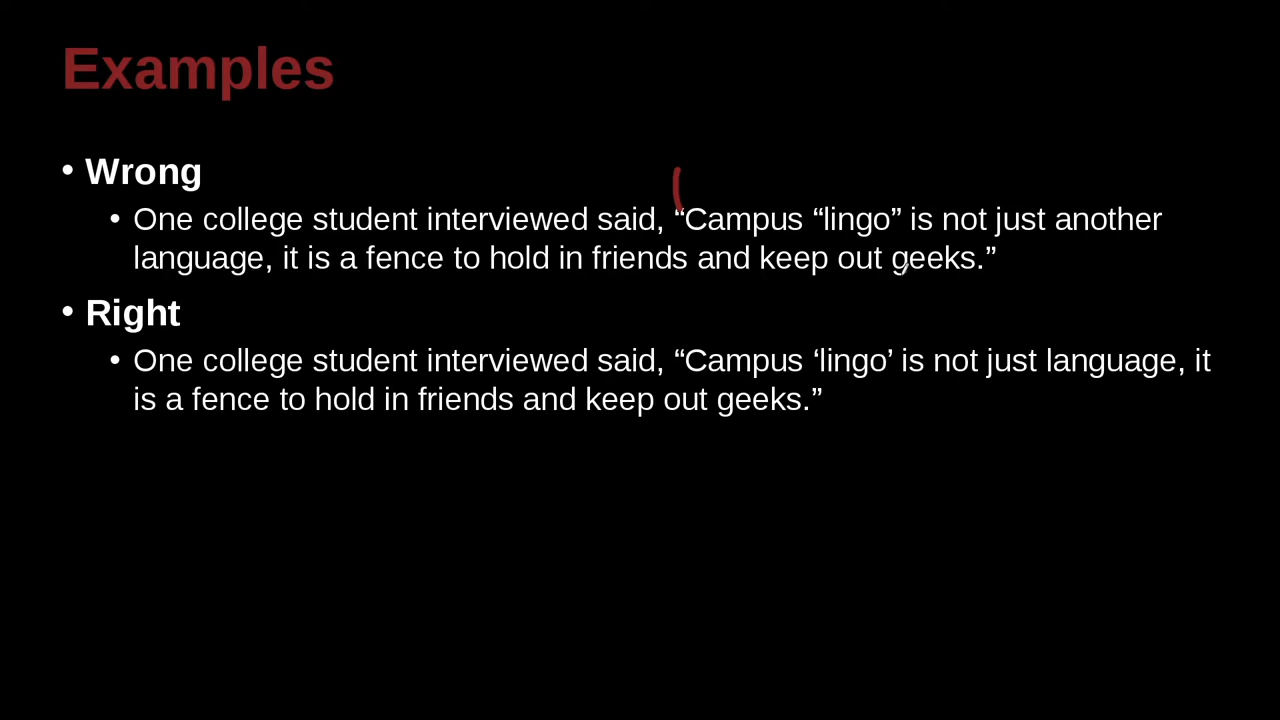 Examples
• Wrong
• One college student interviewed said, “Campus “lingo” is not just another
language, it is a fence to hold in friends and keep out geeks.”
• Right
• One college student interviewed said, “Campus ‘lingo’ is not just language, it
is a fence to hold in friends and keep out geeks.”